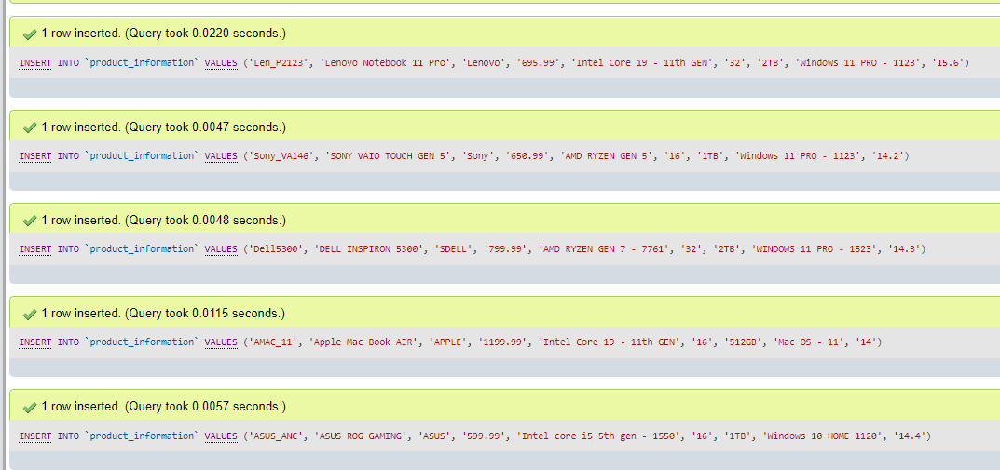 1 row inserted. (Query took 0.0220 seconds.)
INSERT INTO `product_information` VALUES ('Len_P2123', 'Lenovo Notebook 11 Pro', 'Lenovo', '695.99', 'Intel Core 19 - 11th GEN', '32', '2TB', 'Windows 11 PRO - 1123', '15.6')
1 row inserted. (Query took 0.0047 seconds.)
INSERT INTO `product_information` VALUES ('Sony_VA146', 'SONY VAIO TOUCH GEN 5', 'Sony', '650.99', 'AMD RYZEN GEN 5', '16', '1TB', 'Windows 11 PRO - 1123', '14.2')
1 row inserted. (Query took 0.0048 seconds.)
INSERT INTO `product_information` VALUES ('Dell5300', 'DELL INSPIRON 5300', 'SDELL', '799.99', 'AMD RYZEN GEN 7 - 7761', '32', '2TB', 'WINDOWS 11 PRO - 1523', '14.3')
1 row inserted. (Query took 0.0115 seconds.)
INSERT INTO `product_information` VALUES ('AMAC_11', 'Apple Mac Book AIR', 'APPLE', '1199.99', 'Intel Core 19 - 11th GEN', '16', '512GB', 'Mac OS - 11', '14')
1 row inserted. (Query took 0.0057 seconds.)
INSERT INTO `product_information` VALUES ('ASUS_ANC', 'ASUS ROG GAMING', 'ASUS', '599.99', 'Intel core i5 5th gen - 1550', '16', '1TB', 'Windows 10 HOME 1120', '14.4')